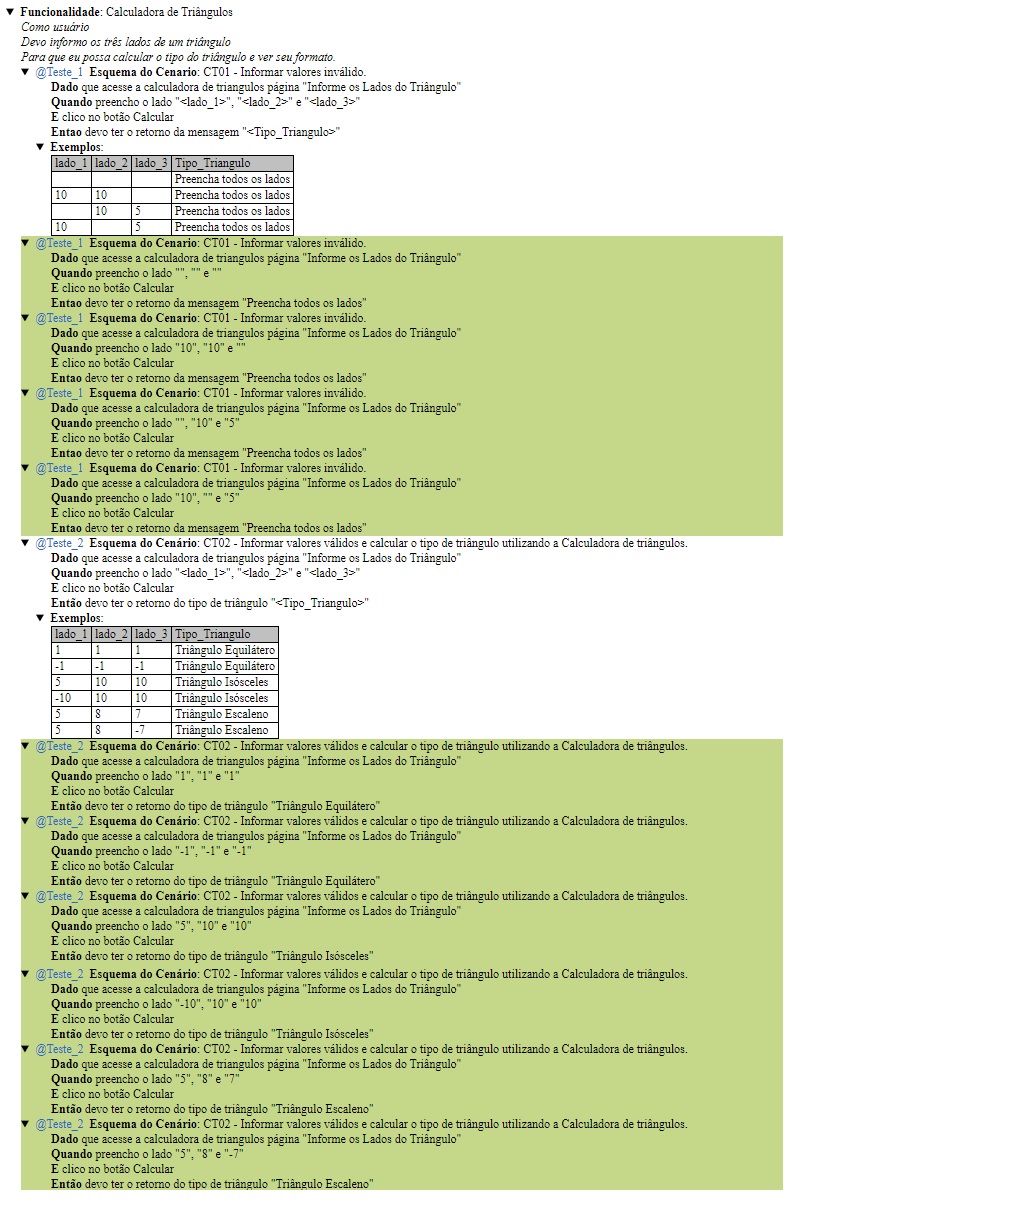 Funcionalidade: Calculadora de Triângulos
Como usuário
Devo informo os três lados de um triângulo
Para que eu possa calcular o tipo do triângulo e ver seu formato.
@Teste_1 Esquema do Cenario: CT01 - Informar valores inválido.
Dado que acesse a calculadora de triangulos página "Informe os Lados do Triângulo"
Quando preencho o lado "<lado_1>", "<lado_2>" e "<lado_3>"
E clico no botão Calcular
Entao devo ter o retorno da mensagem "<Tipo_Triangulo>"
Exemplos:
lado_1 lado_2 lado_3 Tipo_Triangulo
Preencha todos os lados
10 10 Preencha todos os lados
10 5 Preencha todos os lados
10 5 Preencha todos os lados
@Teste_1 Esquema do Cenario: CT01 - Informar valores inválido.
Dado que acesse a calculadora de triangulos página "Informe os Lados do Triângulo"
Quando preencho o lado "", "" e ""
E clico no botão Calcular
Entao devo ter o retorno da mensagem "Preencha todos os lados"
@Teste_1 Esquema do Cenario: CT01 - Informar valores inválido.
Dado que acesse a calculadora de triangulos página "Informe os Lados do Triângulo"
Quando preencho o lado "10", "10" e ""
E clico no botão Calcular
Entao devo ter o retorno da mensagem "Preencha todos os lados"
@Teste_1 Esquema do Cenario: CT01 - Informar valores inválido.
Dado que acesse a calculadora de triangulos página "Informe os Lados do Triângulo"
Quando preencho o lado "", "10" e "5"
E clico no botão Calcular
Entao devo ter o retorno da mensagem "Preencha todos os lados"
@Teste_1 Esquema do Cenario: CT01 - Informar valores inválido.
Dado que acesse a calculadora de triangulos página "Informe os Lados do Triângulo"
Quando preencho o lado "10", "" e "5"
E clico no botão Calcular
Entao devo ter o retorno da mensagem "Preencha todos os lados"
@Teste_2 Esquema do Cenário: CT02 - Informar valores válidos e calcular o tipo de triângulo utilizando a Calculadora de triângulos.
Dado que acesse a calculadora de triangulos página "Informe os Lados do Triângulo"
Quando preencho o lado "<lado_1>", "<lado_2>" e "<lado_3>"
E clico no botão Calcular
Então devo ter o retorno do tipo de triângulo "<Tipo_Triangulo>"
Exemplos:
lado_1 lado_2 lado_3 Tipo_Triangulo
1 1 1 Triângulo Equilátero
-1 -1 -1 Triângulo Equilátero
5 10 10 Triângulo Isósceles
-10 10 10 Triângulo Isósceles
5 8 7 Triângulo Escaleno
5 8 -7 Triângulo Escaleno
@Teste_2 Esquema do Cenário: CT02 - Informar valores válidos e calcular o tipo de triângulo utilizando a Calculadora de triângulos.
Dado que acesse a calculadora de triangulos página "Informe os Lados do Triângulo"
Quando preencho o lado "1", "1" e "1"
E clico no botão Calcular
Então devo ter o retorno do tipo de triângulo "Triângulo Equilátero"
@Teste_2 Esquema do Cenário: CT02 - Informar valores válidos e calcular o tipo de triângulo utilizando a Calculadora de triângulos.
Dado que acesse a calculadora de triangulos página "Informe os Lados do Triângulo"
Quando preencho o lado "-1", "-1" e "-1"
E clico no botão Calcular
Então devo ter o retorno do tipo de triângulo "Triângulo Equilátero"
@Teste_2 Esquema do Cenário: CT02 - Informar valores válidos e calcular o tipo de triângulo utilizando a Calculadora de triângulos.
Dado que acesse a calculadora de triangulos página "Informe os Lados do Triângulo"
Quando preencho o lado "5", "10" e "10"
E clico no botão Calcular
Então devo ter o retorno do tipo de triângulo "Triângulo Isósceles"
@Teste_2 Esquema do Cenário: CT02 - Informar valores válidos e calcular o tipo de triângulo utilizando a Calculadora de triângulos.
Dado que acesse a calculadora de triangulos página "Informe os Lados do Triângulo"
Quando preencho o lado "-10", "10" e "10"
E clico no botão Calcular
Então devo ter o retorno do tipo de triângulo "Triângulo Isósceles"
@Teste_2 Esquema do Cenário: CT02 - Informar valores válidos e calcular o tipo de triângulo utilizando a Calculadora de triângulos.
Dado que acesse a calculadora de triangulos página "Informe os Lados do Triângulo"
Quando preencho o lado "5", "8" e "7"
E clico no botão Calcular
Então devo ter o retorno do tipo de triângulo "Triângulo Escaleno"
@Teste_2 Esquema do Cenário: CT02 - Informar valores válidos e calcular o tipo de triângulo utilizando a Calculadora de triângulos.
Dado que acesse a calculadora de triangulos página "Informe os Lados do Triângulo"
Quando preencho o lado "5", "8" e "-7"
E clico no botão Calcular
Então devo ter o retorno do tipo de triângulo "Triângulo Escaleno"